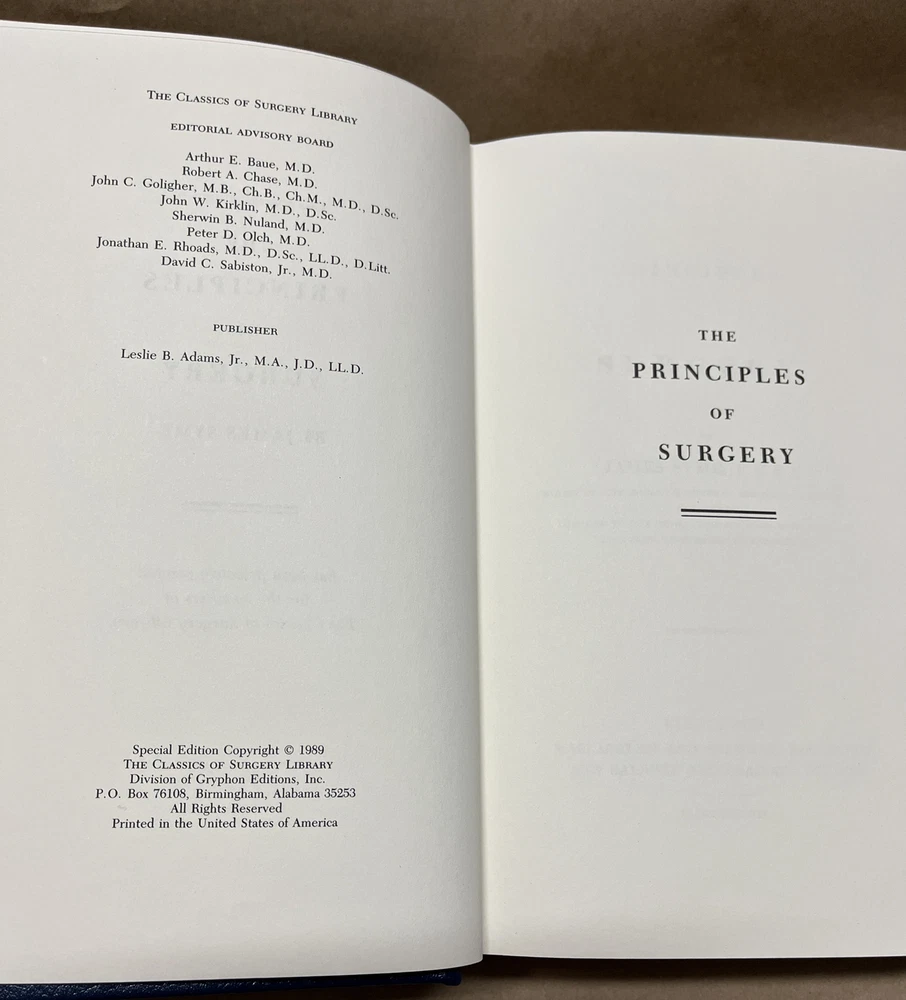 THE CLASSICS OF SURGERY LIBRARY
EDITORIAL ADVISORY BOARD
Arthur E. Baue, M.D.
Robert A. Chase, M.D.
John C. Goligher, M.B., Ch.B., Ch.M., M.D., D.Sc.
John W. Kirklin, M.D., D.Sc.
Sherwin B. Nuland, M.D.
Peter D. Olch, M.D.
Jonathan E. Rhoads, M.D., D.Sc., LL.D., D.Litt.
David C. Sabiston, Jr., M.D.
PUBLISHER
Leslie B. Adams, Jr., M.A., J.D., LL.D.
Special Edition Copyright © 1989
THE CLASSICS OF SURGERY LIBRARY
Division of Gryphon Editions, Inc.
P.O. Box 76108, Birmingham, Alabama 35253
All Rights Reserved
Printed in the United States of America
THE
PRINCIPLES
OF
SURGERY